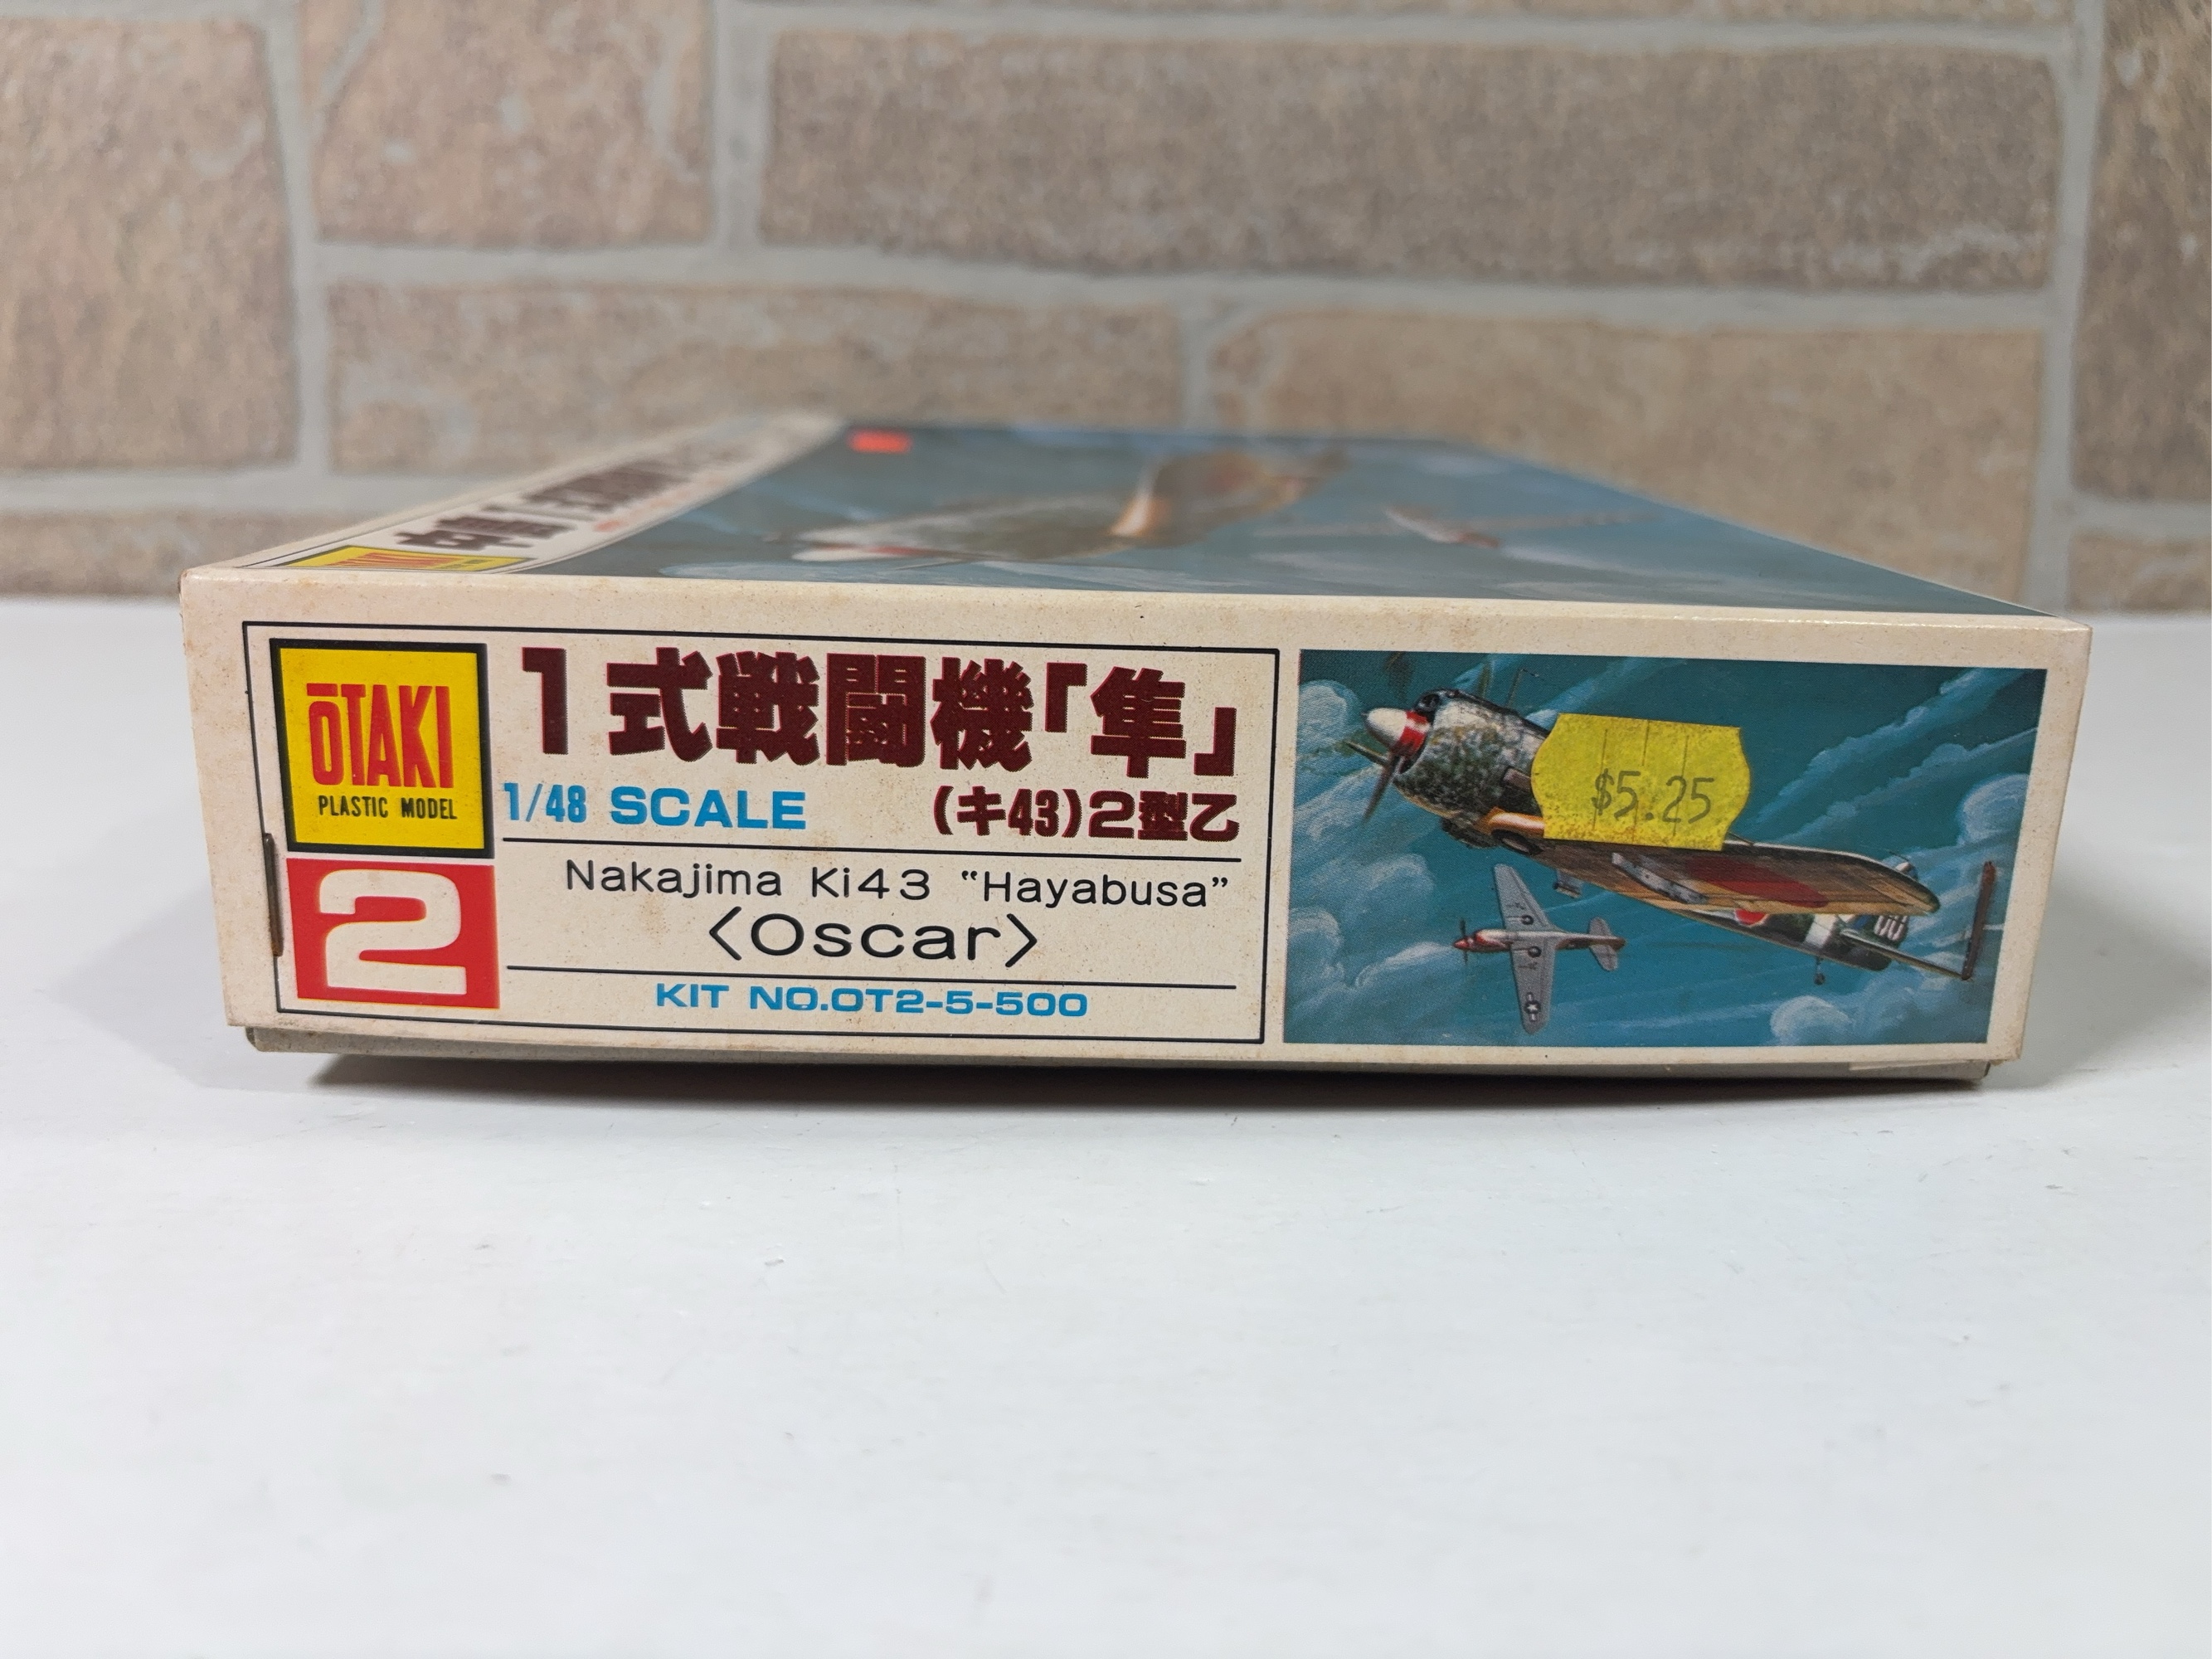 ŌTAKI
PLASTIC MODEL
1式戦闘機「隼」
1/48 SCALE
(キ43)2型乙
2
Nakajima Ki43 "Hayabusa"
<Oscar>
KIT NO.OT2-5-500
$5.25